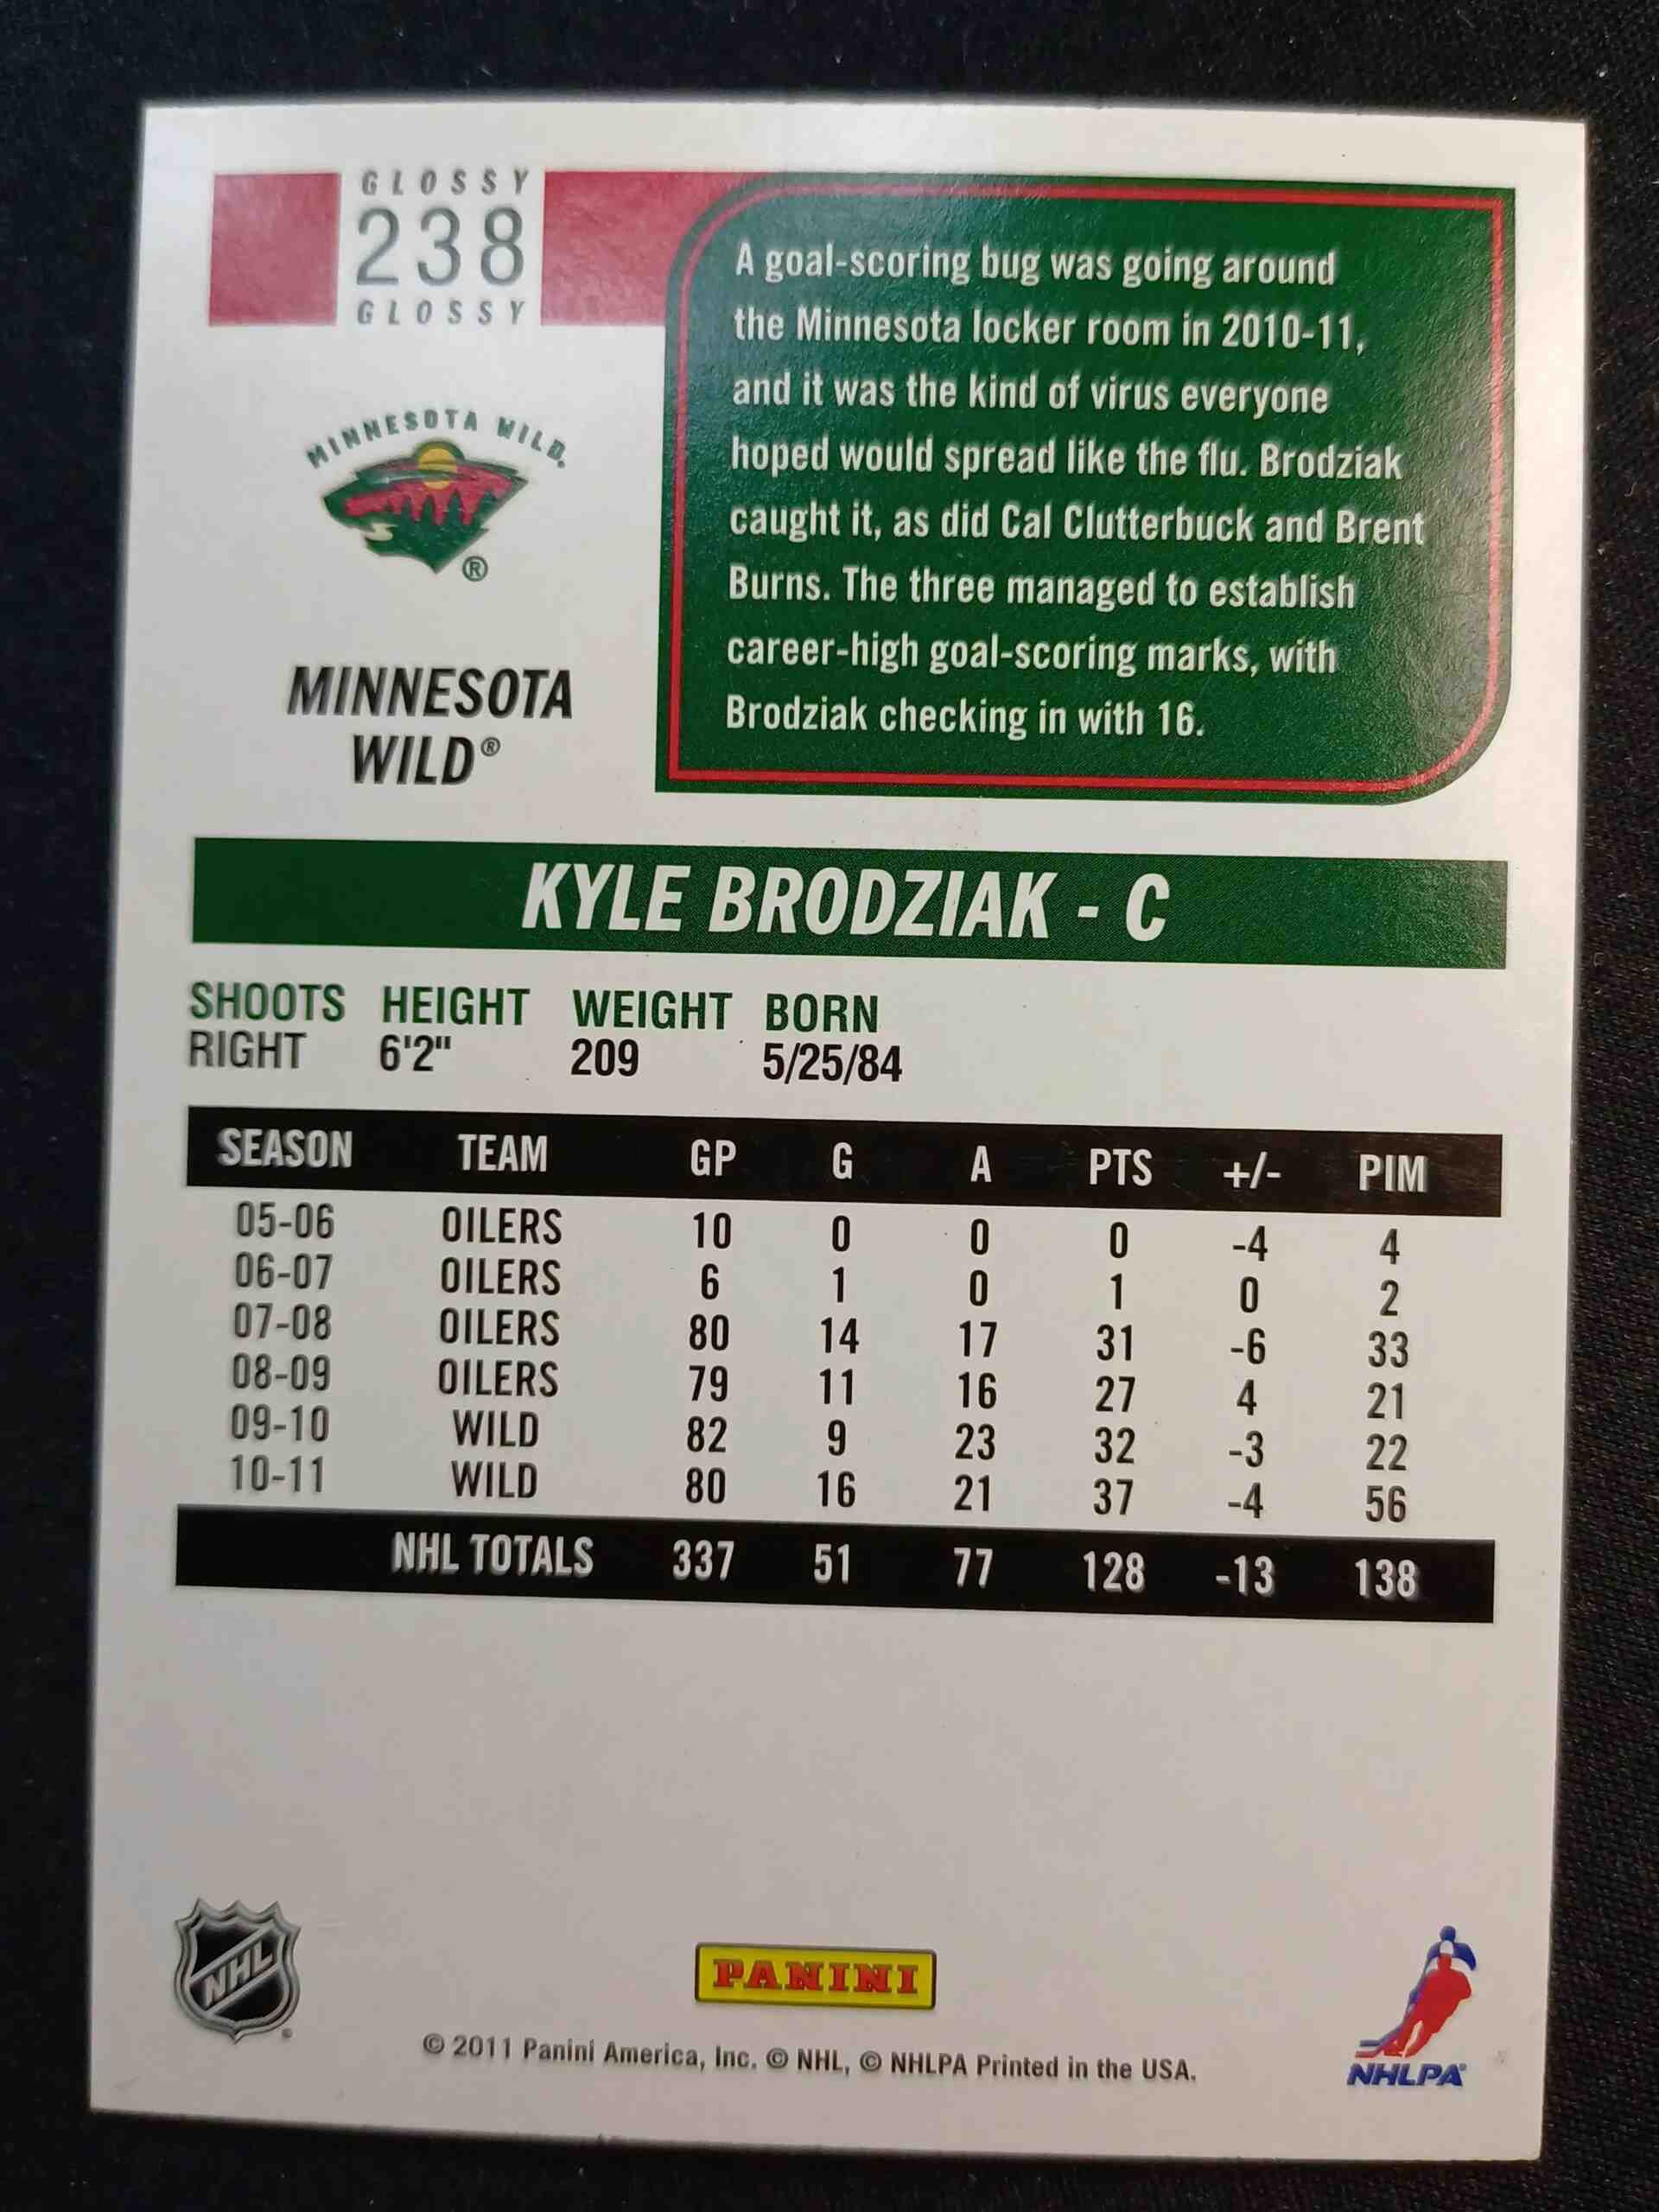 GLOSSY
238
GLOSSY
A goal-scoring bug was going around
the Minnesota locker room in 2010-11,
and it was the kind of virus everyone
hoped would spread like the flu. Brodziak
caught it, as did Cal Clutterbuck and Brent
Burns. The three managed to establish
career-high goal-scoring marks, with
Brodziak checking in with 16.
MINNESOTA WILD.
®
MINNESOTA
WILD®
KYLE BRODZIAK - C
SHOOTS HEIGHT WEIGHT BORN
RIGHT 6'2" 209 5/25/84
SEASON TEAM GP G A PTS +/- PIM
05-06 OILERS 10 0 0 0 -4 4
06-07 OILERS 6 1 0 1 0 2
07-08 OILERS 80 14 17 31 -6 33
08-09 OILERS 79 11 16 27 4 21
09-10 WILD 82 9 23 32 -3 22
10-11 WILD 80 16 21 37 -4 56
NHL TOTALS 337 51 77 128 -13 138
NHL
PANINI
© 2011 Panini America, Inc. © NHL, © NHLPA Printed in the USA.
NHLPA